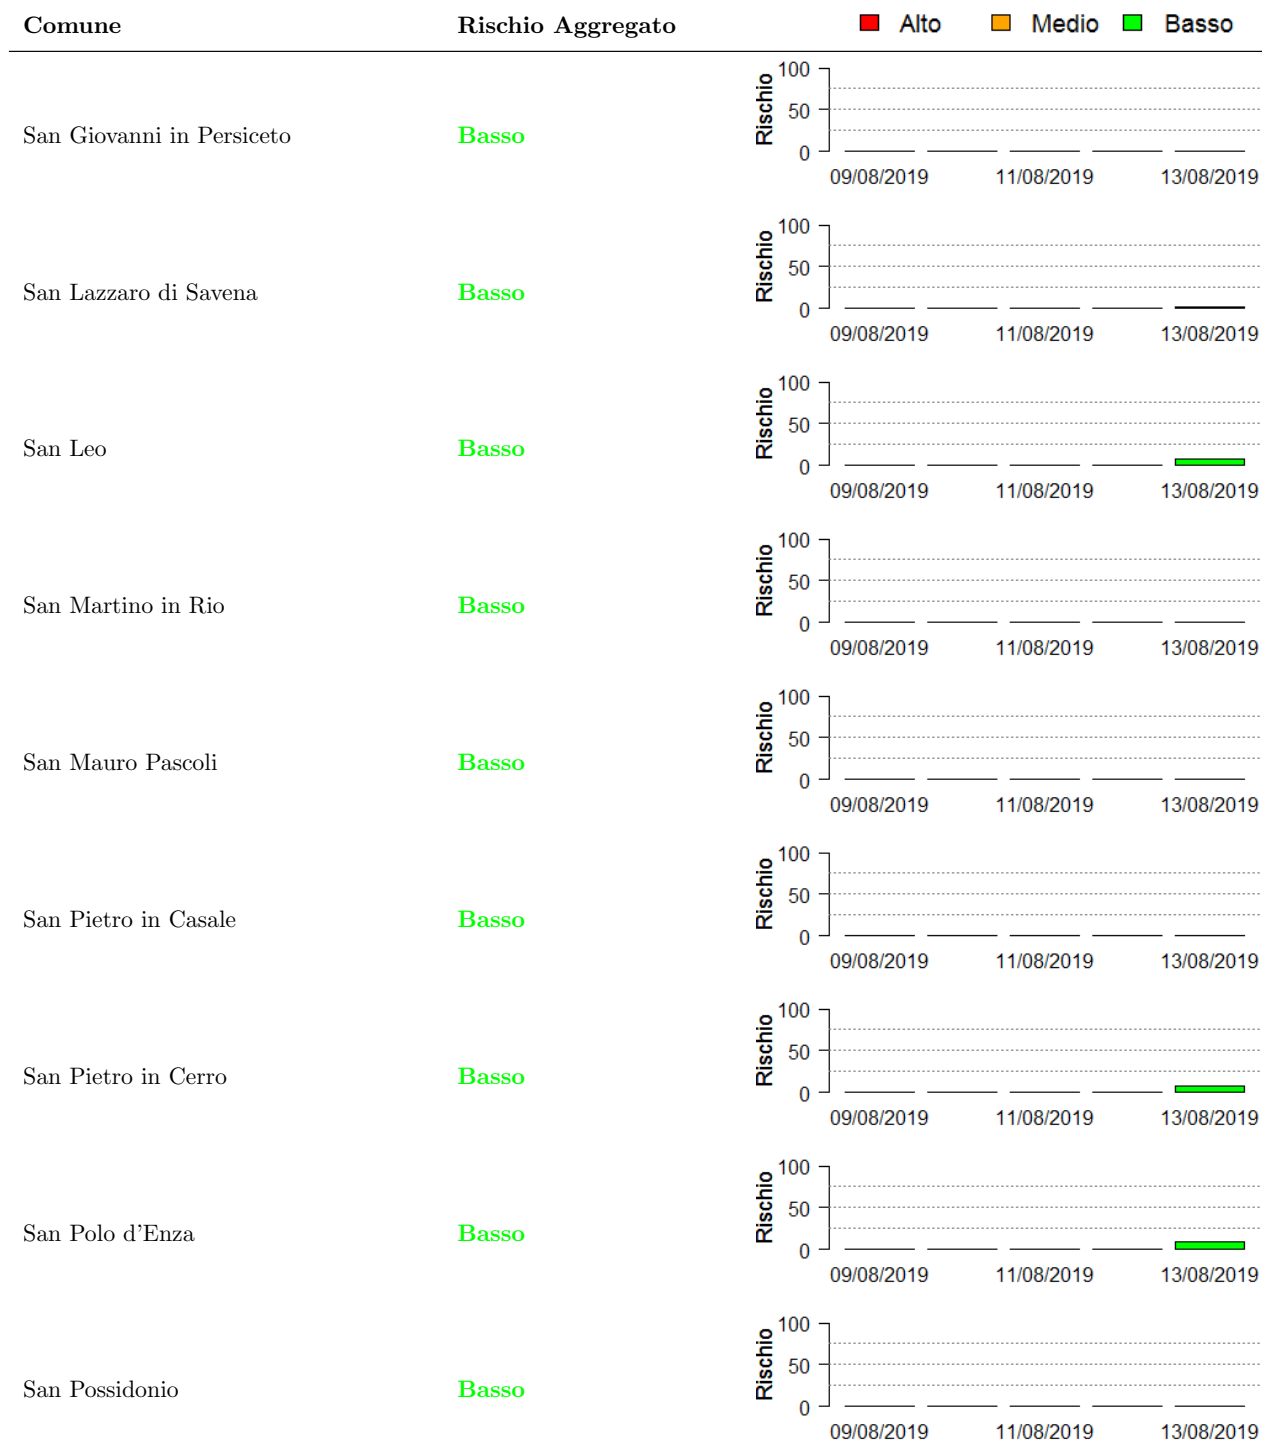 Comune Rischio Aggregato Alto Medio Basso
San Giovanni in Persiceto Basso
Rischio
100
50
0
09/08/2019 11/08/2019 13/08/2019
San Lazzaro di Savena Basso
Rischio
100
50
0
09/08/2019 11/08/2019 13/08/2019
San Leo Basso
Rischio
100
50
0
09/08/2019 11/08/2019 13/08/2019
San Martino in Rio Basso
Rischio
100
50
0
09/08/2019 11/08/2019 13/08/2019
San Mauro Pascoli Basso
Rischio
100
50
0
09/08/2019 11/08/2019 13/08/2019
San Pietro in Casale Basso
Rischio
100
50
0
09/08/2019 11/08/2019 13/08/2019
San Pietro in Cerro Basso
Rischio
100
50
0
09/08/2019 11/08/2019 13/08/2019
San Polo d'Enza Basso
Rischio
100
50
0
09/08/2019 11/08/2019 13/08/2019
San Possidonio Basso
Rischio
100
50
0
09/08/2019 11/08/2019 13/08/2019